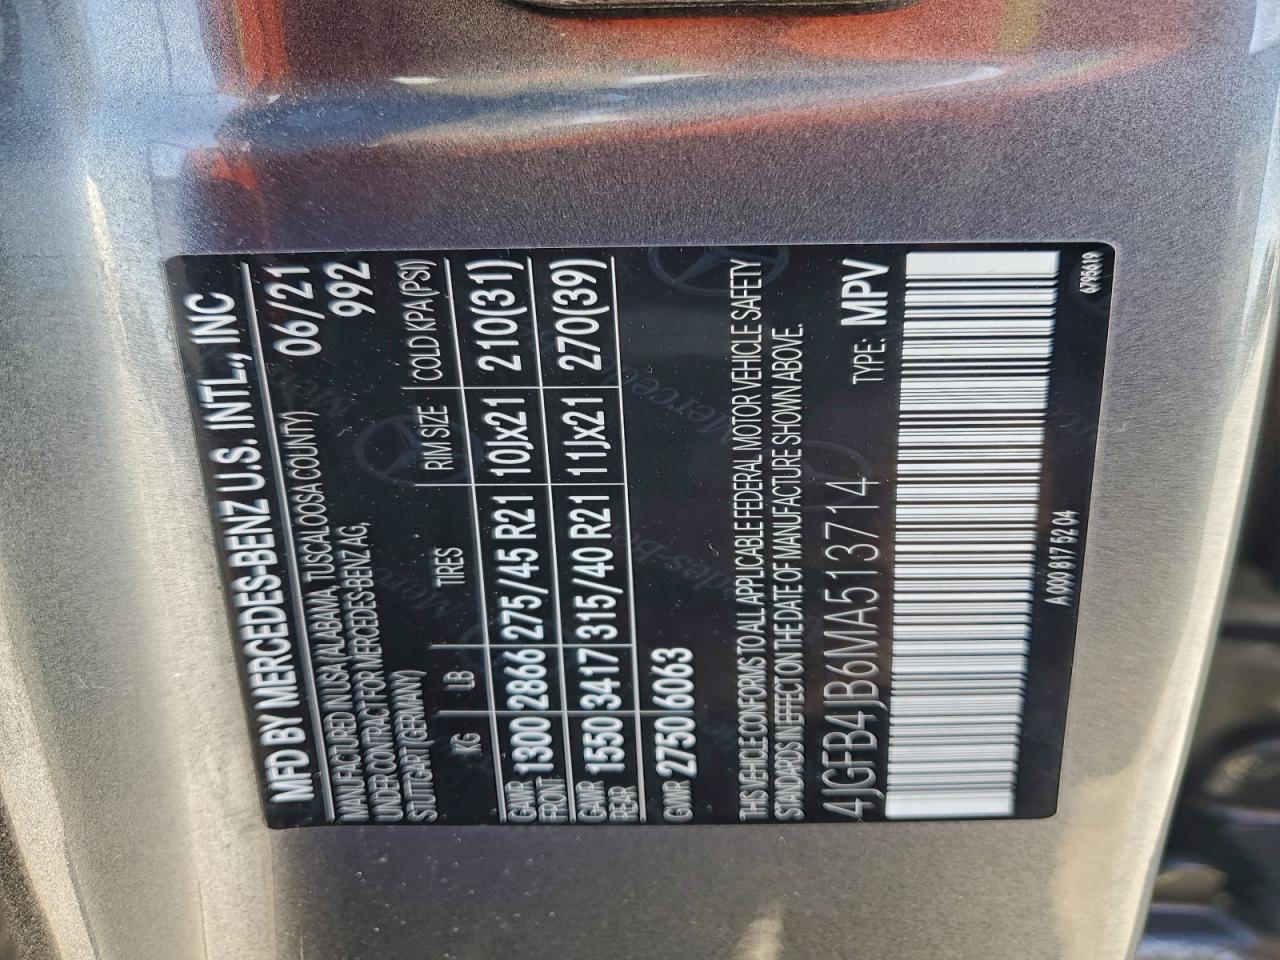 MFD BY MERCEDES-BENZ U.S. INTL., INC
MANUFACTURED IN USA (ALABAMA, TUSCALOOSA COUNTY) 06/21
UNDER CONTRACT FOR MERCEDES-BENZ AG, 992
STUTTGART (GERMANY)
KG LB TIRES RIM SIZE COLD KPA (PSI)
GAWR FRONT 1300 2866 275/45 R21 10Jx21 210(31)
GAWR REAR 1550 3417 315/40 R21 11Jx21 270(39)
GVWR 2750 6063
THIS VEHICLE CONFORMS TO ALL APPLICABLE FEDERAL MOTOR VEHICLE SAFETY
STANDARDS IN EFFECT ON THE DATE OF MANUFACTURE SHOWN ABOVE.
4JGFB4JB6MA513714 TYPE: MPV
A 000 817 52 04